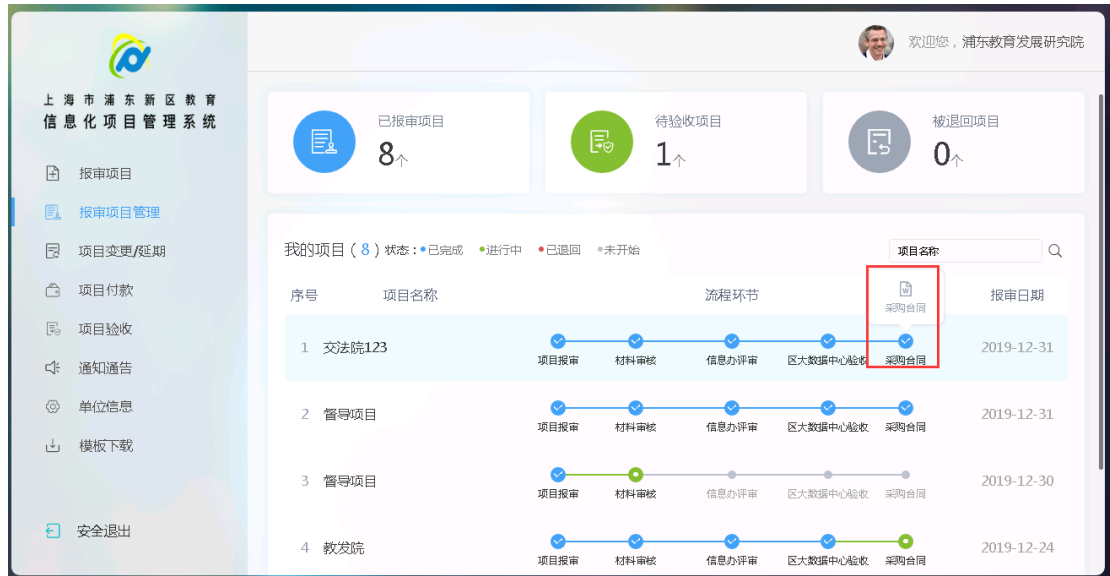 欢迎您，浦东教育发展研究院
上海市浦东新区教育
信息化项目管理系统
报审项目
报审项目管理
项目变更/延期
项目付款
项目验收
通知通告
单位信息
模板下载
安全退出
已报审项目
8个
待验收项目
1个
被退回项目
0个
我的项目（8）状态：已完成 进行中 已退回 未开始
项目名称
序号 项目名称 流程环节 报审日期
采购合同
1 交法院123 2019-12-31
项目报审 材料审核 信息办评审 区大数据中心验收 采购合同
2 督导项目 2019-12-31
项目报审 材料审核 信息办评审 区大数据中心验收 采购合同
3 督导项目 2019-12-30
项目报审 材料审核 信息办评审 区大数据中心验收 采购合同
4 教发院 2019-12-24
项目报审 材料审核 信息办评审 区大数据中心验收 采购合同